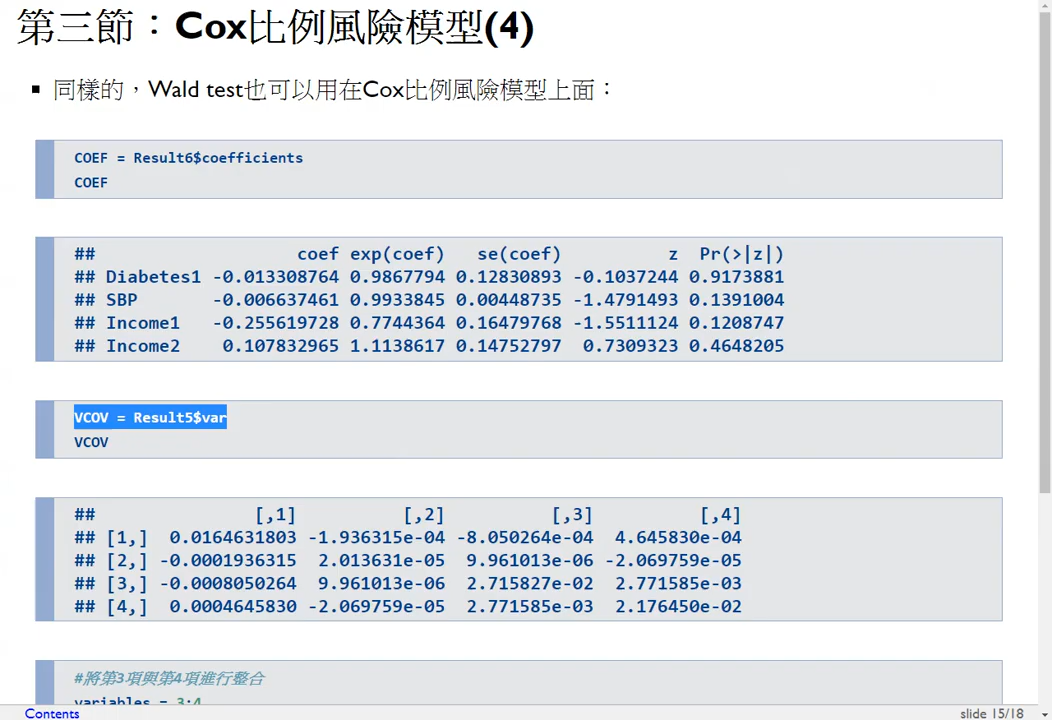 第三節：Cox比例風險模型(4)
▪ 同樣的，Wald test也可以用在Cox比例風險模型上面：
COEF = Result6$coefficients
COEF
## coef exp(coef) se(coef) z Pr(>|z|)
## Diabetes1 -0.013308764 0.9867794 0.12830893 -0.1037244 0.9173881
## SBP -0.006637461 0.9933845 0.00448735 -1.4791493 0.1391004
## Income1 -0.255619728 0.7744364 0.16479768 -1.5511124 0.1208747
## Income2 0.107832965 1.1138617 0.14752797 0.7309323 0.4648205
VCOV = Result5$var
VCOV
## [,1] [,2] [,3] [,4]
## [1,] 0.0164631803 -1.936315e-04 -8.050264e-04 4.645830e-04
## [2,] -0.0001936315 2.013631e-05 9.961013e-06 -2.069759e-05
## [3,] -0.0008050264 9.961013e-06 2.715827e-02 2.771585e-03
## [4,] 0.0004645830 -2.069759e-05 2.771585e-03 2.176450e-02
#將第3項與第4項進行整合
variables = 3:4
Contents
slide 15/18